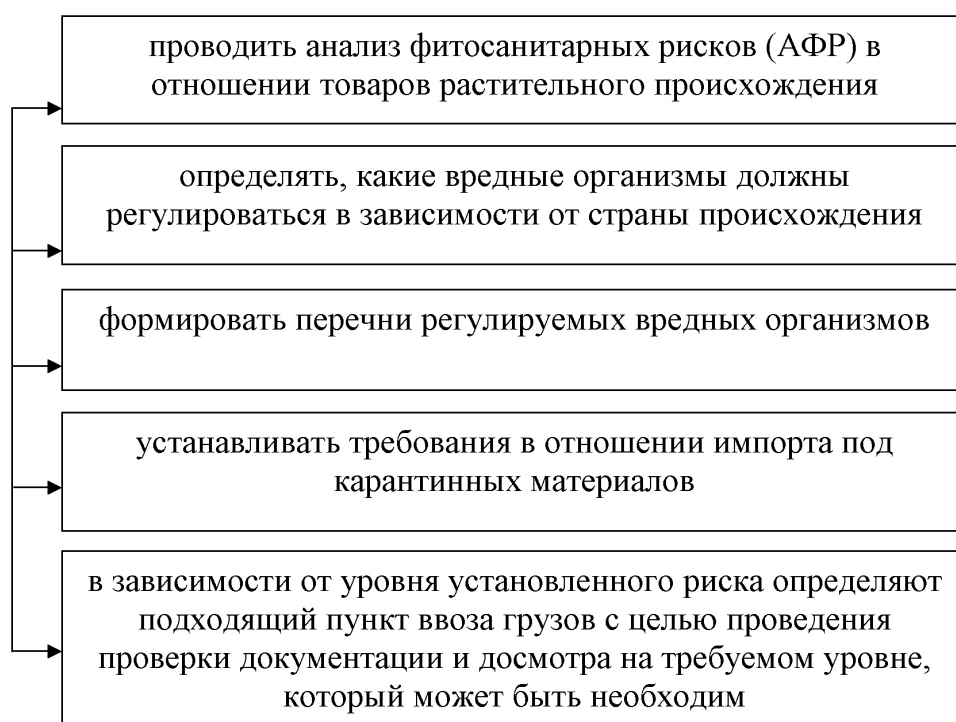 проводить анализ фитосанитарных рисков (АФР) в
отношении товаров растительного происхождения
определять, какие вредные организмы должны
регулироваться в зависимости от страны происхождения
формировать перечни регулируемых вредных организмов
устанавливать требования в отношении импорта под
карантинных материалов
в зависимости от уровня установленного риска определяют
подходящий пункт ввоза грузов с целью проведения
проверки документации и досмотра на требуемом уровне,
который может быть необходим